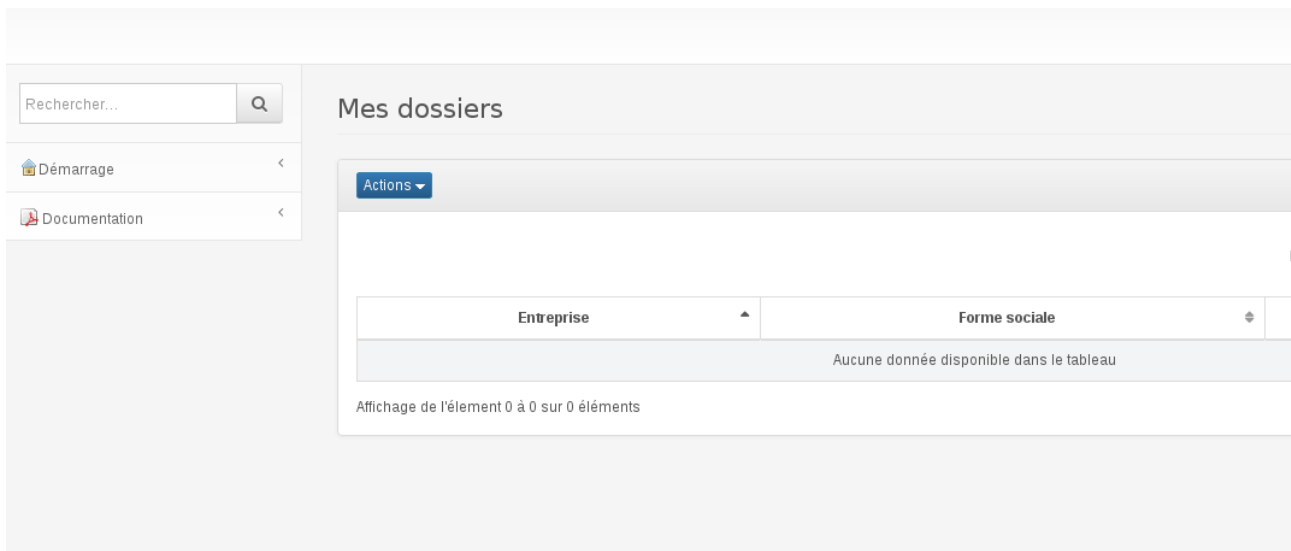 Rechercher...
Mes dossiers
Démarrage
Actions
Documentation
Entreprise
Forme sociale
Aucune donnée disponible dans le tableau
Affichage de l'élement 0 à 0 sur 0 éléments